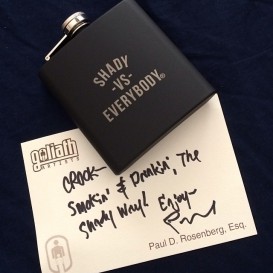 SHADY
-VS-
EVERYBODY®
goliath
ARTISTS
CRACK-
Smokin' & Drinkin', The
Shady Way! Enjoy-
Paul D. Rosenberg, Esq.